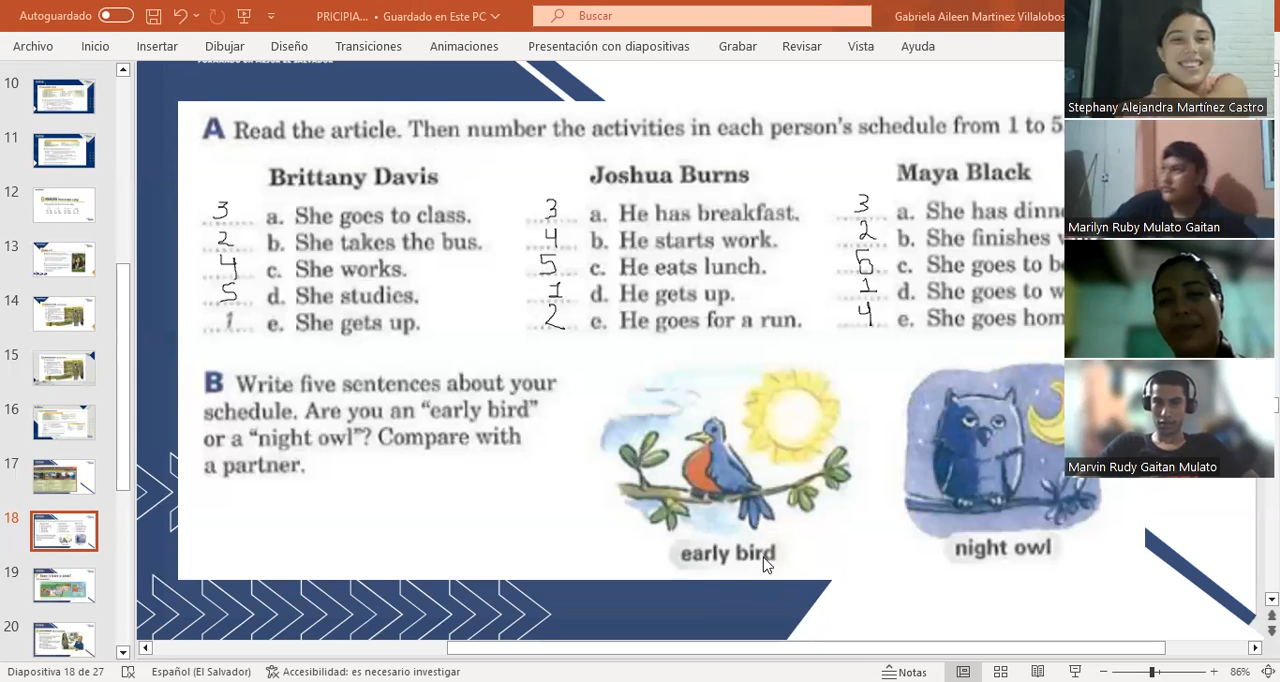 Autoguardado
PRICIPIA... • Guardado en Este PC
Buscar
Gabriela Aileen Martinez Villalobos
Archivo Inicio Insertar Dibujar Diseño Transiciones Animaciones Presentación con diapositivas Grabar Revisar Vista Ayuda
A Read the article. Then number the activities in each person's schedule from 1 to 5
Brittany Davis
3 a. She goes to class.
2 b. She takes the bus.
4 c. She works.
5 d. She studies.
1 e. She gets up.
Joshua Burns
3 a. He has breakfast.
4 b. He starts work.
5 c. He eats lunch.
1 d. He gets up.
2 e. He goes for a run.
Maya Black
3 a. She has dinn
2 b. She finishes
5 c. She goes to b
1 d. She goes to w
4 e. She goes hom
B Write five sentences about your
schedule. Are you an "early bird"
or a "night owl"? Compare with
a partner.
early bird
night owl
Stephany Alejandra Martínez Castro
Marilyn Ruby Mulato Gaitan
Marvin Rudy Gaitan Mulato
10
11
12
13
14
15
16
17
18
19
20
Diapositiva 18 de 27
Español (El Salvador)
Accesibilidad: es necesario investigar
Notas
86%